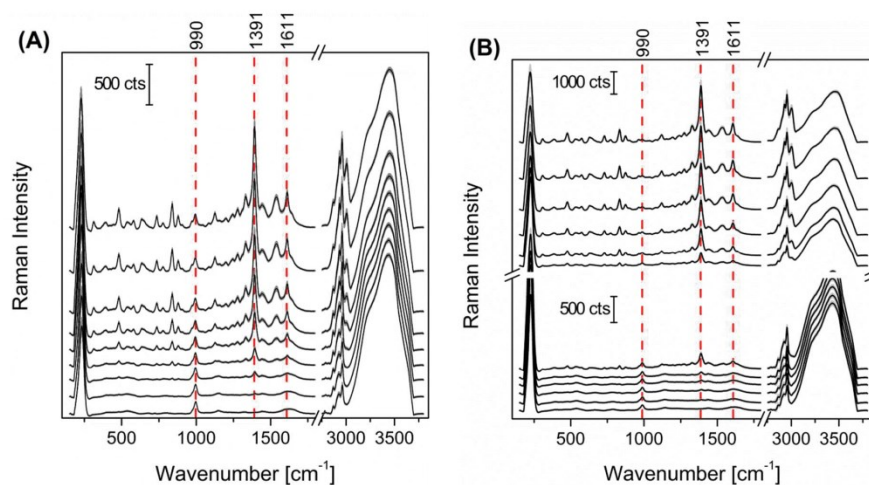 (A)
990
1391
1611
500 cts
Raman Intensity
500
1000
1500
3000
3500
Wavenumber [cm-1]
(B)
990
1391
1611
1000 cts
500 cts
Raman Intensity
500
1000
1500
3000
3500
Wavenumber [cm-1]